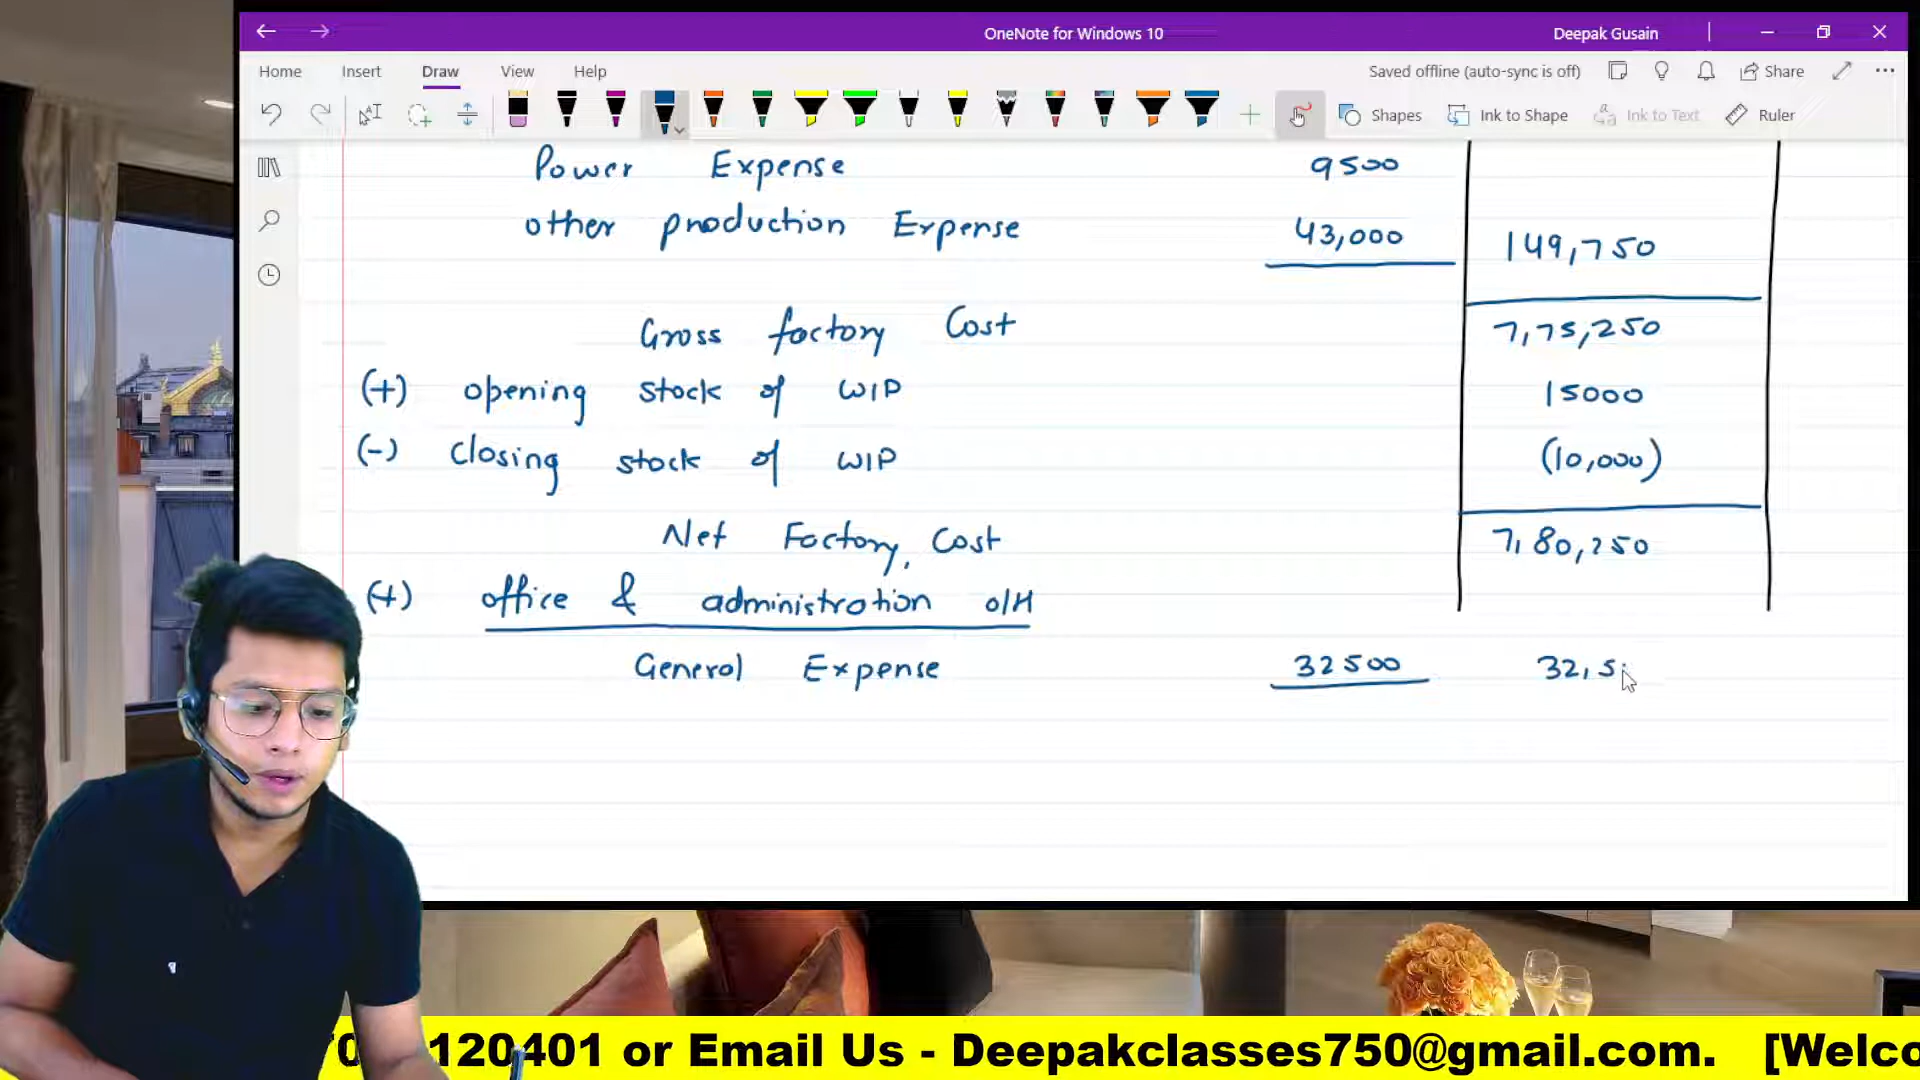 OneNote for Windows 10
Deepak Gusain
Home Insert Draw View Help
Saved offline (auto-sync is off) Share
Shapes Ink to Shape Ink to Text Ruler
Power Expense 9500
other production Expense 43,000 149,750
Gross factory Cost 7,75,250
(+) opening stock of WIP 15000
(-) closing stock of WIP (10,000)
Net Factory Cost 7,80,250
(+) office & administration o/H
General Expense 32500 32,5
120401 or Email Us - Deepakclasses750@gmail.com. [Welco